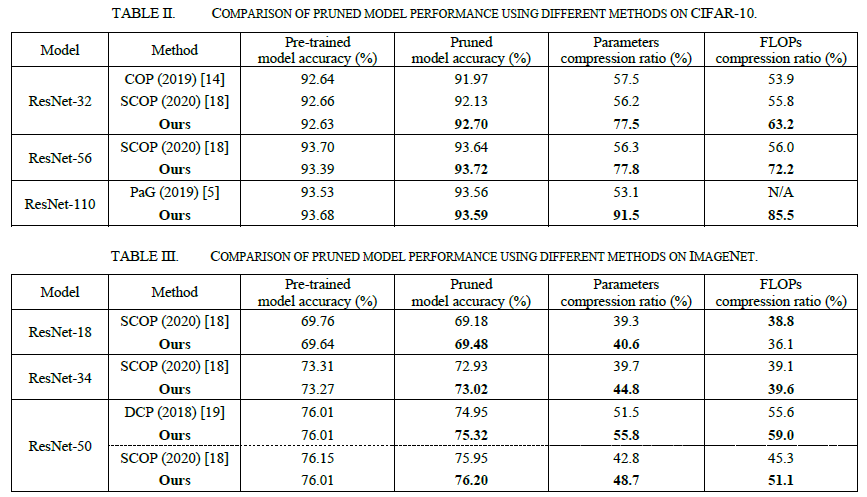 TABLE II. COMPARISON OF PRUNED MODEL PERFORMANCE USING DIFFERENT METHODS ON CIFAR-10.
Model Method Pre-trained model accuracy (%) Pruned model accuracy (%) Parameters compression ratio (%) FLOPs compression ratio (%)
ResNet-32 COP (2019) [14] 92.64 91.97 57.5 53.9
SCOP (2020) [18] 92.66 92.13 56.2 55.8
Ours 92.63 92.70 77.5 63.2
ResNet-56 SCOP (2020) [18] 93.70 93.64 56.3 56.0
Ours 93.39 93.72 77.8 72.2
ResNet-110 PaG (2019) [5] 93.53 93.56 53.1 N/A
Ours 93.68 93.59 91.5 85.5
TABLE III. COMPARISON OF PRUNED MODEL PERFORMANCE USING DIFFERENT METHODS ON IMAGENET.
Model Method Pre-trained model accuracy (%) Pruned model accuracy (%) Parameters compression ratio (%) FLOPs compression ratio (%)
ResNet-18 SCOP (2020) [18] 69.76 69.18 39.3 38.8
Ours 69.64 69.48 40.6 36.1
ResNet-34 SCOP (2020) [18] 73.31 72.93 39.7 39.1
Ours 73.27 73.02 44.8 39.6
ResNet-50 DCP (2018) [19] 76.01 74.95 51.5 55.6
Ours 76.01 75.32 55.8 59.0
SCOP (2020) [18] 76.15 75.95 42.8 45.3
Ours 76.01 76.20 48.7 51.1